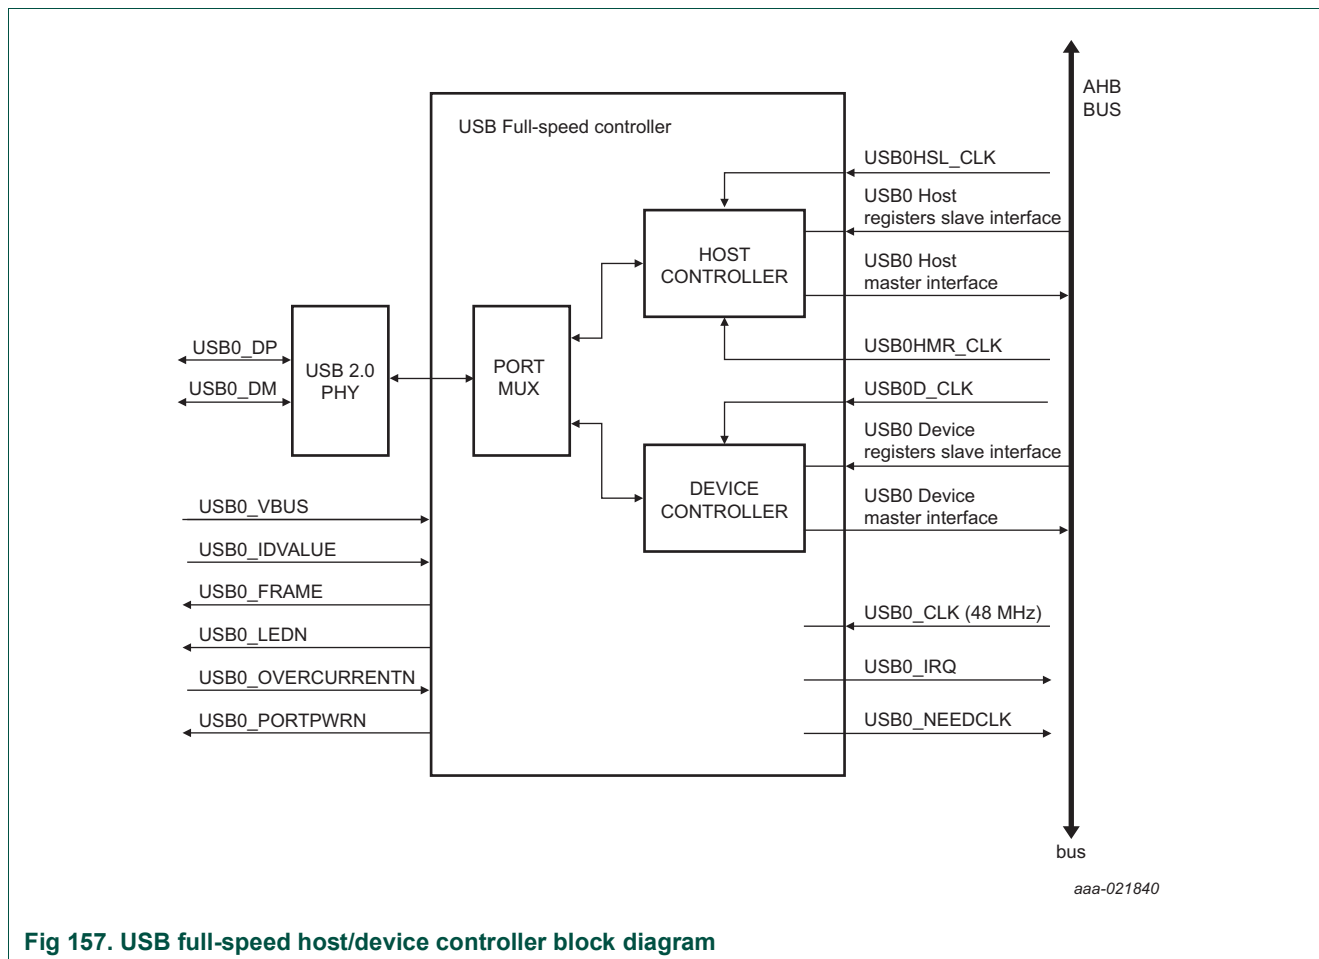 AHB
BUS
USB Full-speed controller
USB0HSL_CLK
USB0 Host
registers slave interface
HOST
CONTROLLER
USB0 Host
master interface
USB0_DP
USB0_DM
USB 2.0
PHY
PORT
MUX
USB0HMR_CLK
USB0D_CLK
USB0 Device
registers slave interface
DEVICE
CONTROLLER
USB0 Device
master interface
USB0_VBUS
USB0_IDVALUE
USB0_FRAME
USB0_LEDN
USB0_OVERCURRENTN
USB0_PORTPWRN
USB0_CLK (48 MHz)
USB0_IRQ
USB0_NEEDCLK
bus
aaa-021840
Fig 157. USB full-speed host/device controller block diagram